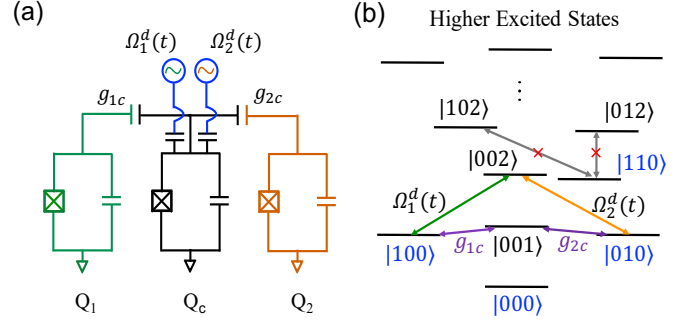 (a)
Ω₁ᵈ(t) Ω₂ᵈ(t)
g₁c g₂c
Q₁ Q꜀ Q₂
(b) Higher Excited States
⋮
|102⟩ |012⟩
|002⟩ |110⟩
Ω₁ᵈ(t) Ω₂ᵈ(t)
g₁c |001⟩ g₂c
|100⟩ |010⟩
|000⟩